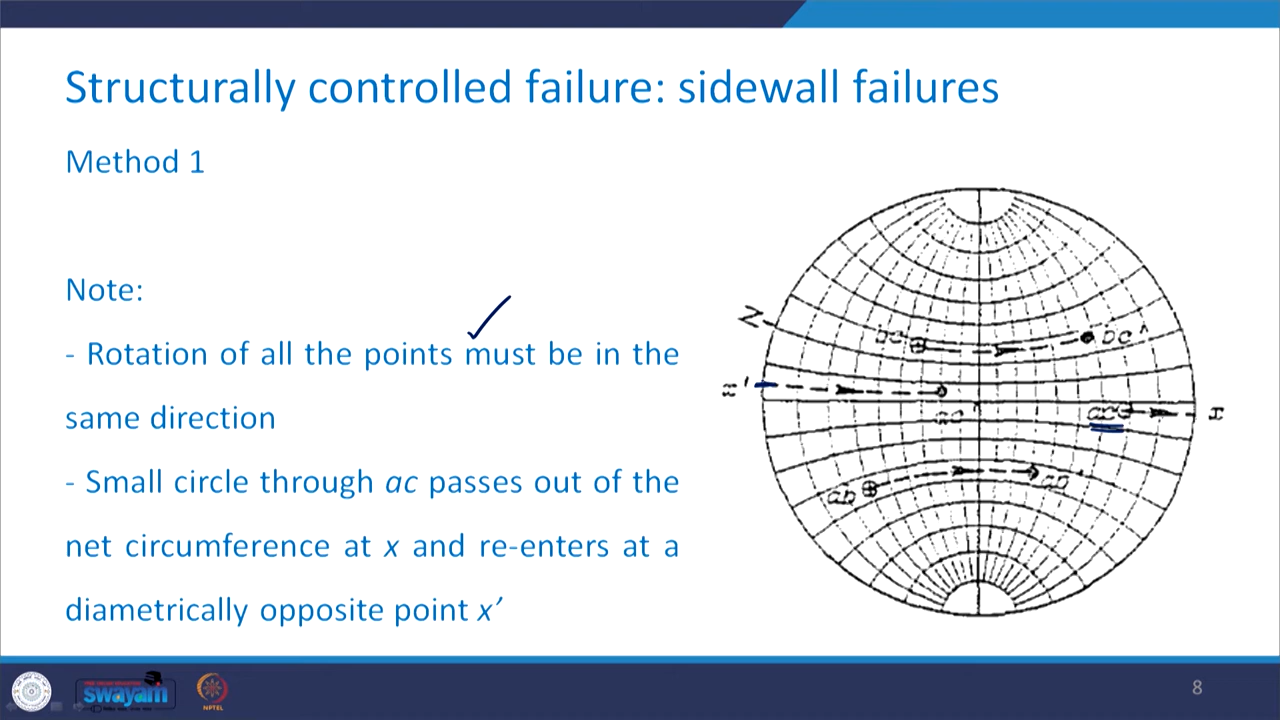 Structurally controlled failure: sidewall failures
Method 1
Note:
- Rotation of all the points must be in the
same direction
- Small circle through ac passes out of the
net circumference at x and re-enters at a
diametrically opposite point x′
N
bc
bc'
x'
ac'
ac
x
ab
ab'
swayam
NPTEL
8